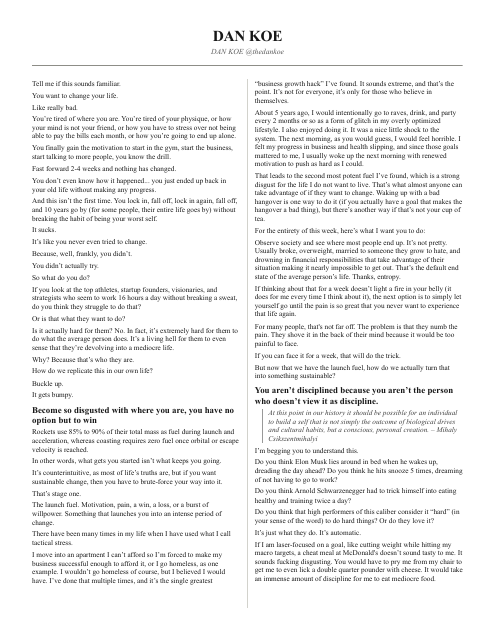 DAN KOE
DAN KOE @thedankoe
Tell me if this sounds familiar.
You want to change your life.
Like really bad.
You're tired of where you are. You're tired of your physique, or how
your mind is not your friend, or how you have to stress over not being
able to pay the bills each month, or how you're going to end up alone.
You finally gain the motivation to start in the gym, start the business,
start talking to more people, you know the drill.
Fast forward 2-4 weeks and nothing has changed.
You don't even know how it happened... you just ended up back in
your old life without making any progress.
And this isn't the first time. You lock in, fall off, lock in again, fall off,
and 10 years go by (for some people, their entire life goes by) without
breaking the habit of being your worst self.
It sucks.
It's like you never even tried to change.
Because, well, frankly, you didn't.
You didn't actually try.
So what do you do?
If you look at the top athletes, startup founders, visionaries, and
strategists who seem to work 16 hours a day without breaking a sweat,
do you think they struggle to do that?
Or is that what they want to do?
Is it actually hard for them? No. In fact, it's extremely hard for them to
do what the average person does. It's a living hell for them to even
sense that they're devolving into a mediocre life.
Why? Because that's who they are.
How do we replicate this in our own life?
Buckle up.
It gets bumpy.
Become so disgusted with where you are, you have no
option but to win
Rockets use 85% to 90% of their total mass as fuel during launch and
acceleration, whereas coasting requires zero fuel once orbital or escape
velocity is reached.
In other words, what gets you started isn't what keeps you going.
It's counterintuitive, as most of life's truths are, but if you want
sustainable change, then you have to brute-force your way into it.
That's stage one.
The launch fuel. Motivation, pain, a win, a loss, or a burst of
willpower. Something that launches you into an intense period of
change.
There have been many times in my life when I have used what I call
tactical stress.
I move into an apartment I can't afford so I'm forced to make my
business successful enough to afford it, or I go homeless, as one
example. I wouldn't go homeless of course, but I believed I would
have. I've done that multiple times, and it's the single greatest
"business growth hack" I've found. It sounds extreme, and that's the
point. It's not for everyone, it's only for those who believe in
themselves.
About 5 years ago, I would intentionally go to raves, drink, and party
every 2 months or so as a form of glitch in my overly optimized
lifestyle. I also enjoyed doing it. It was a nice little shock to the
system. The next morning, as you would guess, I would feel horrible. I
felt my progress in business and health slipping, and since those goals
mattered to me, I usually woke up the next morning with renewed
motivation to push as hard as I could.
That leads to the second most potent fuel I've found, which is a strong
disgust for the life I do not want to live. That's what almost anyone can
take advantage of if they want to change. Waking up with a bad
hangover is one way to do it (if you actually have a goal that makes the
hangover a bad thing), but there's another way if that's not your cup of
tea.
For the entirety of this week, here's what I want you to do:
Observe society and see where most people end up. It's not pretty.
Usually broke, overweight, married to someone they grow to hate, and
drowning in financial responsibilities that take advantage of their
situation making it nearly impossible to get out. That's the default end
state of the average person's life. Thanks, entropy.
If thinking about that for a week doesn't light a fire in your belly (it
does for me every time I think about it), the next option is to simply let
yourself go until the pain is so great that you never want to experience
that life again.
For many people, that's not far off. The problem is that they numb the
pain. They shove it in the back of their mind because it would be too
painful to face.
If you can face it for a week, that will do the trick.
But now that we have the launch fuel, how do we actually turn that
into something sustainable?
You aren't disciplined because you aren't the person
who doesn't view it as discipline.
At this point in our history it should be possible for an individual
to build a self that is not simply the outcome of biological drives
and cultural habits, but a conscious, personal creation. – Mihaly
Csikszentmihalyi
I'm begging you to understand this.
Do you think Elon Musk lies around in bed when he wakes up,
dreading the day ahead? Do you think he hits snooze 5 times, dreaming
of not having to go to work?
Do you think Arnold Schwarzenegger had to trick himself into eating
healthy and training twice a day?
Do you think that high performers of this caliber consider it "hard" (in
your sense of the word) to do hard things? Or do they love it?
It's just what they do. It's automatic.
If I am laser-focused on a goal, like cutting weight while hitting my
macro targets, a cheat meal at McDonald's doesn't sound tasty to me. It
sounds fucking disgusting. You would have to pry me from my chair to
get me to even lick a double quarter pounder with cheese. It would take
an immense amount of discipline for me to eat mediocre food.